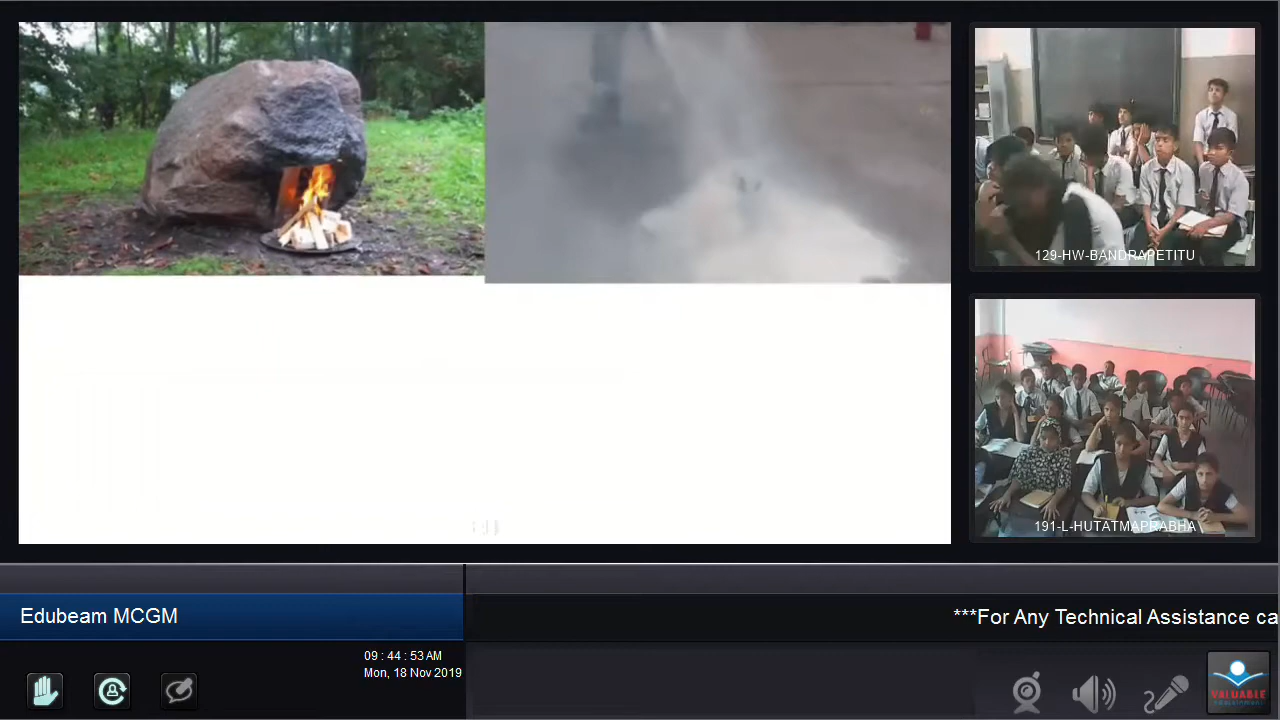 129-HW-BANDRAPETITU
191-L-HUTATMAPRABHA
Edubeam MCGM
***For Any Technical Assistance ca
09 : 44 : 53 AM
Mon, 18 Nov 2019
VALUABLE